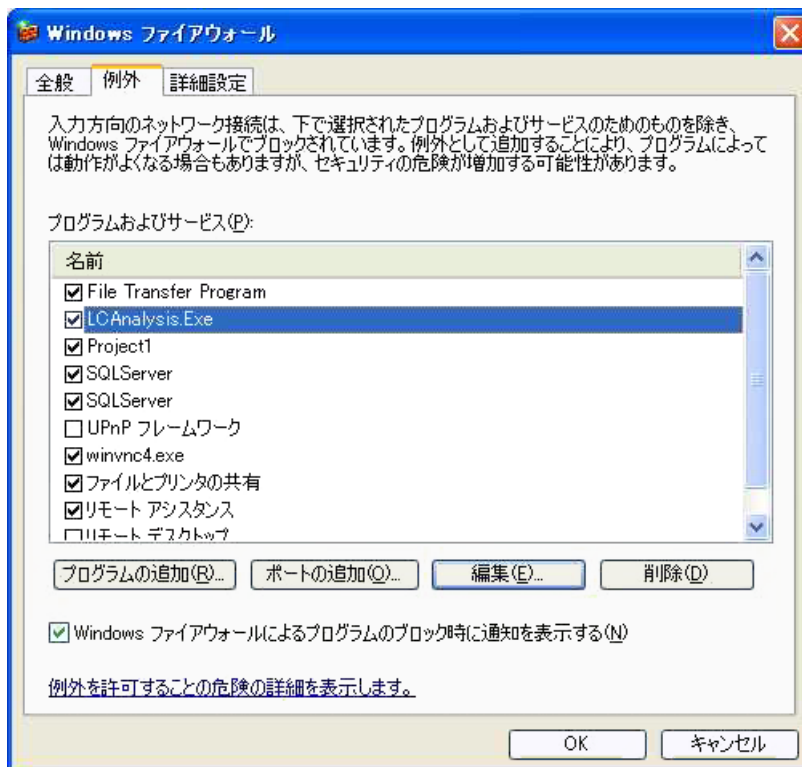 Windows ファイアウォール
全般 例外 詳細設定
入力方向のネットワーク接続は、下で選択されたプログラムおよびサービスのためのものを除き、
Windows ファイアウォールでブロックされています。例外として追加することにより、プログラムによって
は動作がよくなる場合もありますが、セキュリティの危険が増加する可能性があります。
プログラムおよびサービス(P):
名前
File Transfer Program
LCAnalysis.Exe
Project1
SQLServer
SQLServer
UPnP フレームワーク
winvnc4.exe
ファイルとプリンタの共有
リモート アシスタンス
リモート デスクトップ
プログラムの追加(R)... ポートの追加(O)... 編集(E)... 削除(D)
Windows ファイアウォールによるプログラムのブロック時に通知を表示する(N)
例外を許可することの危険の詳細を表示します。
OK キャンセル